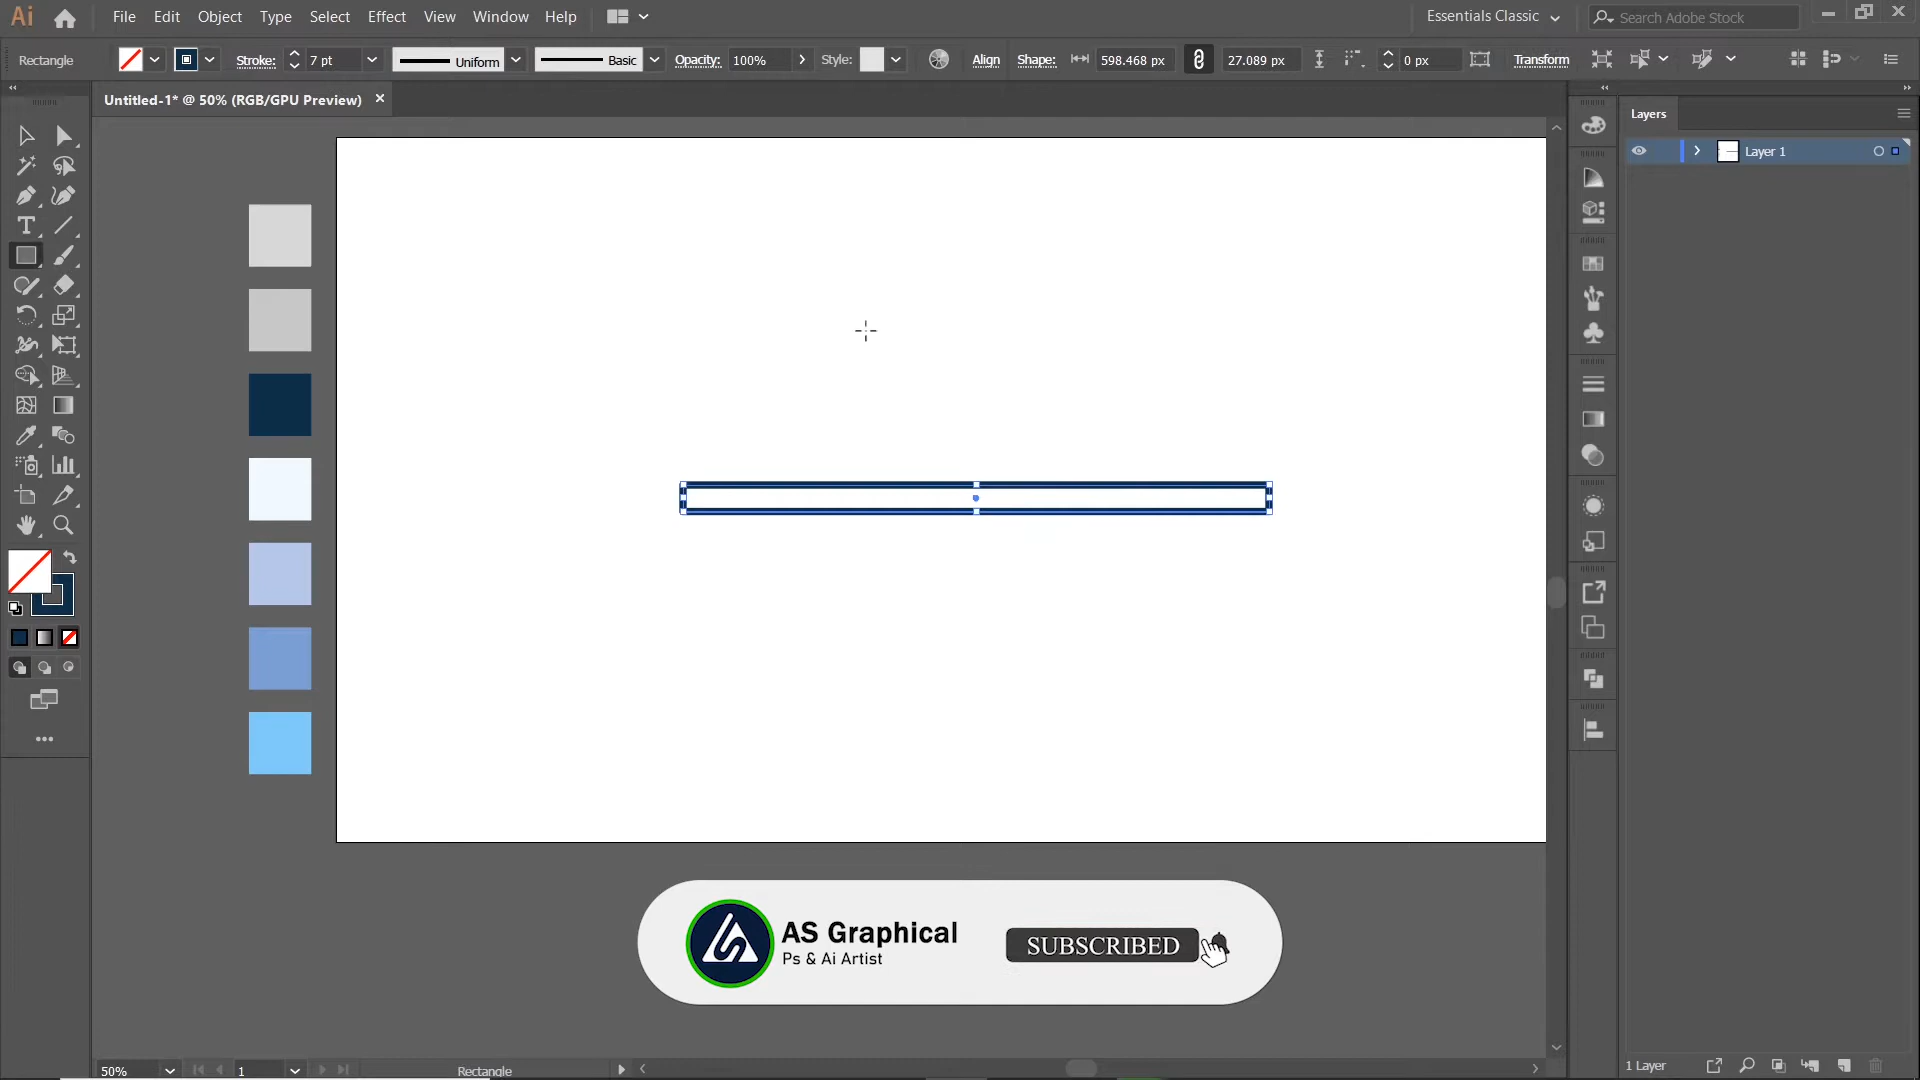 Ai File Edit Object Type Select Effect View Window Help Essentials Classic Search Adobe Stock
Rectangle Stroke: 7 pt Uniform Basic Opacity: 100% Style: Align Shape: 598.468 px 27.089 px 0 px Transform
Untitled-1* @ 50% (RGB/GPU Preview)
Layers
Layer 1
AS Graphical
Ps & Ai Artist
SUBSCRIBED
50% 1 Rectangle
1 Layer